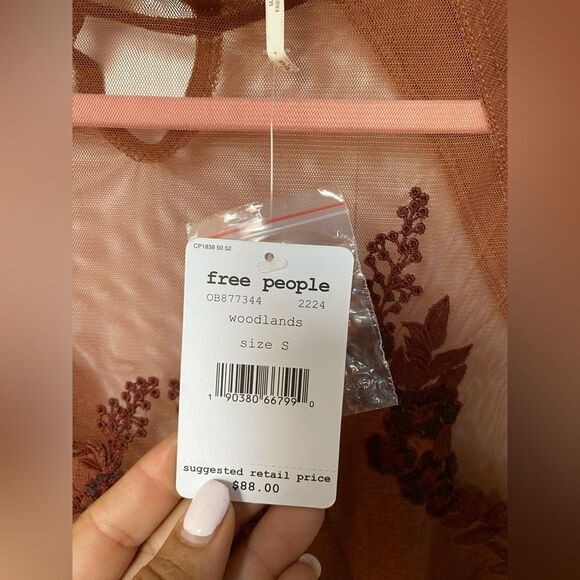 CP1838 50 52
free people
OB877344 2224
woodlands
size S
1 90380 66799 0
suggested retail price
$88.00